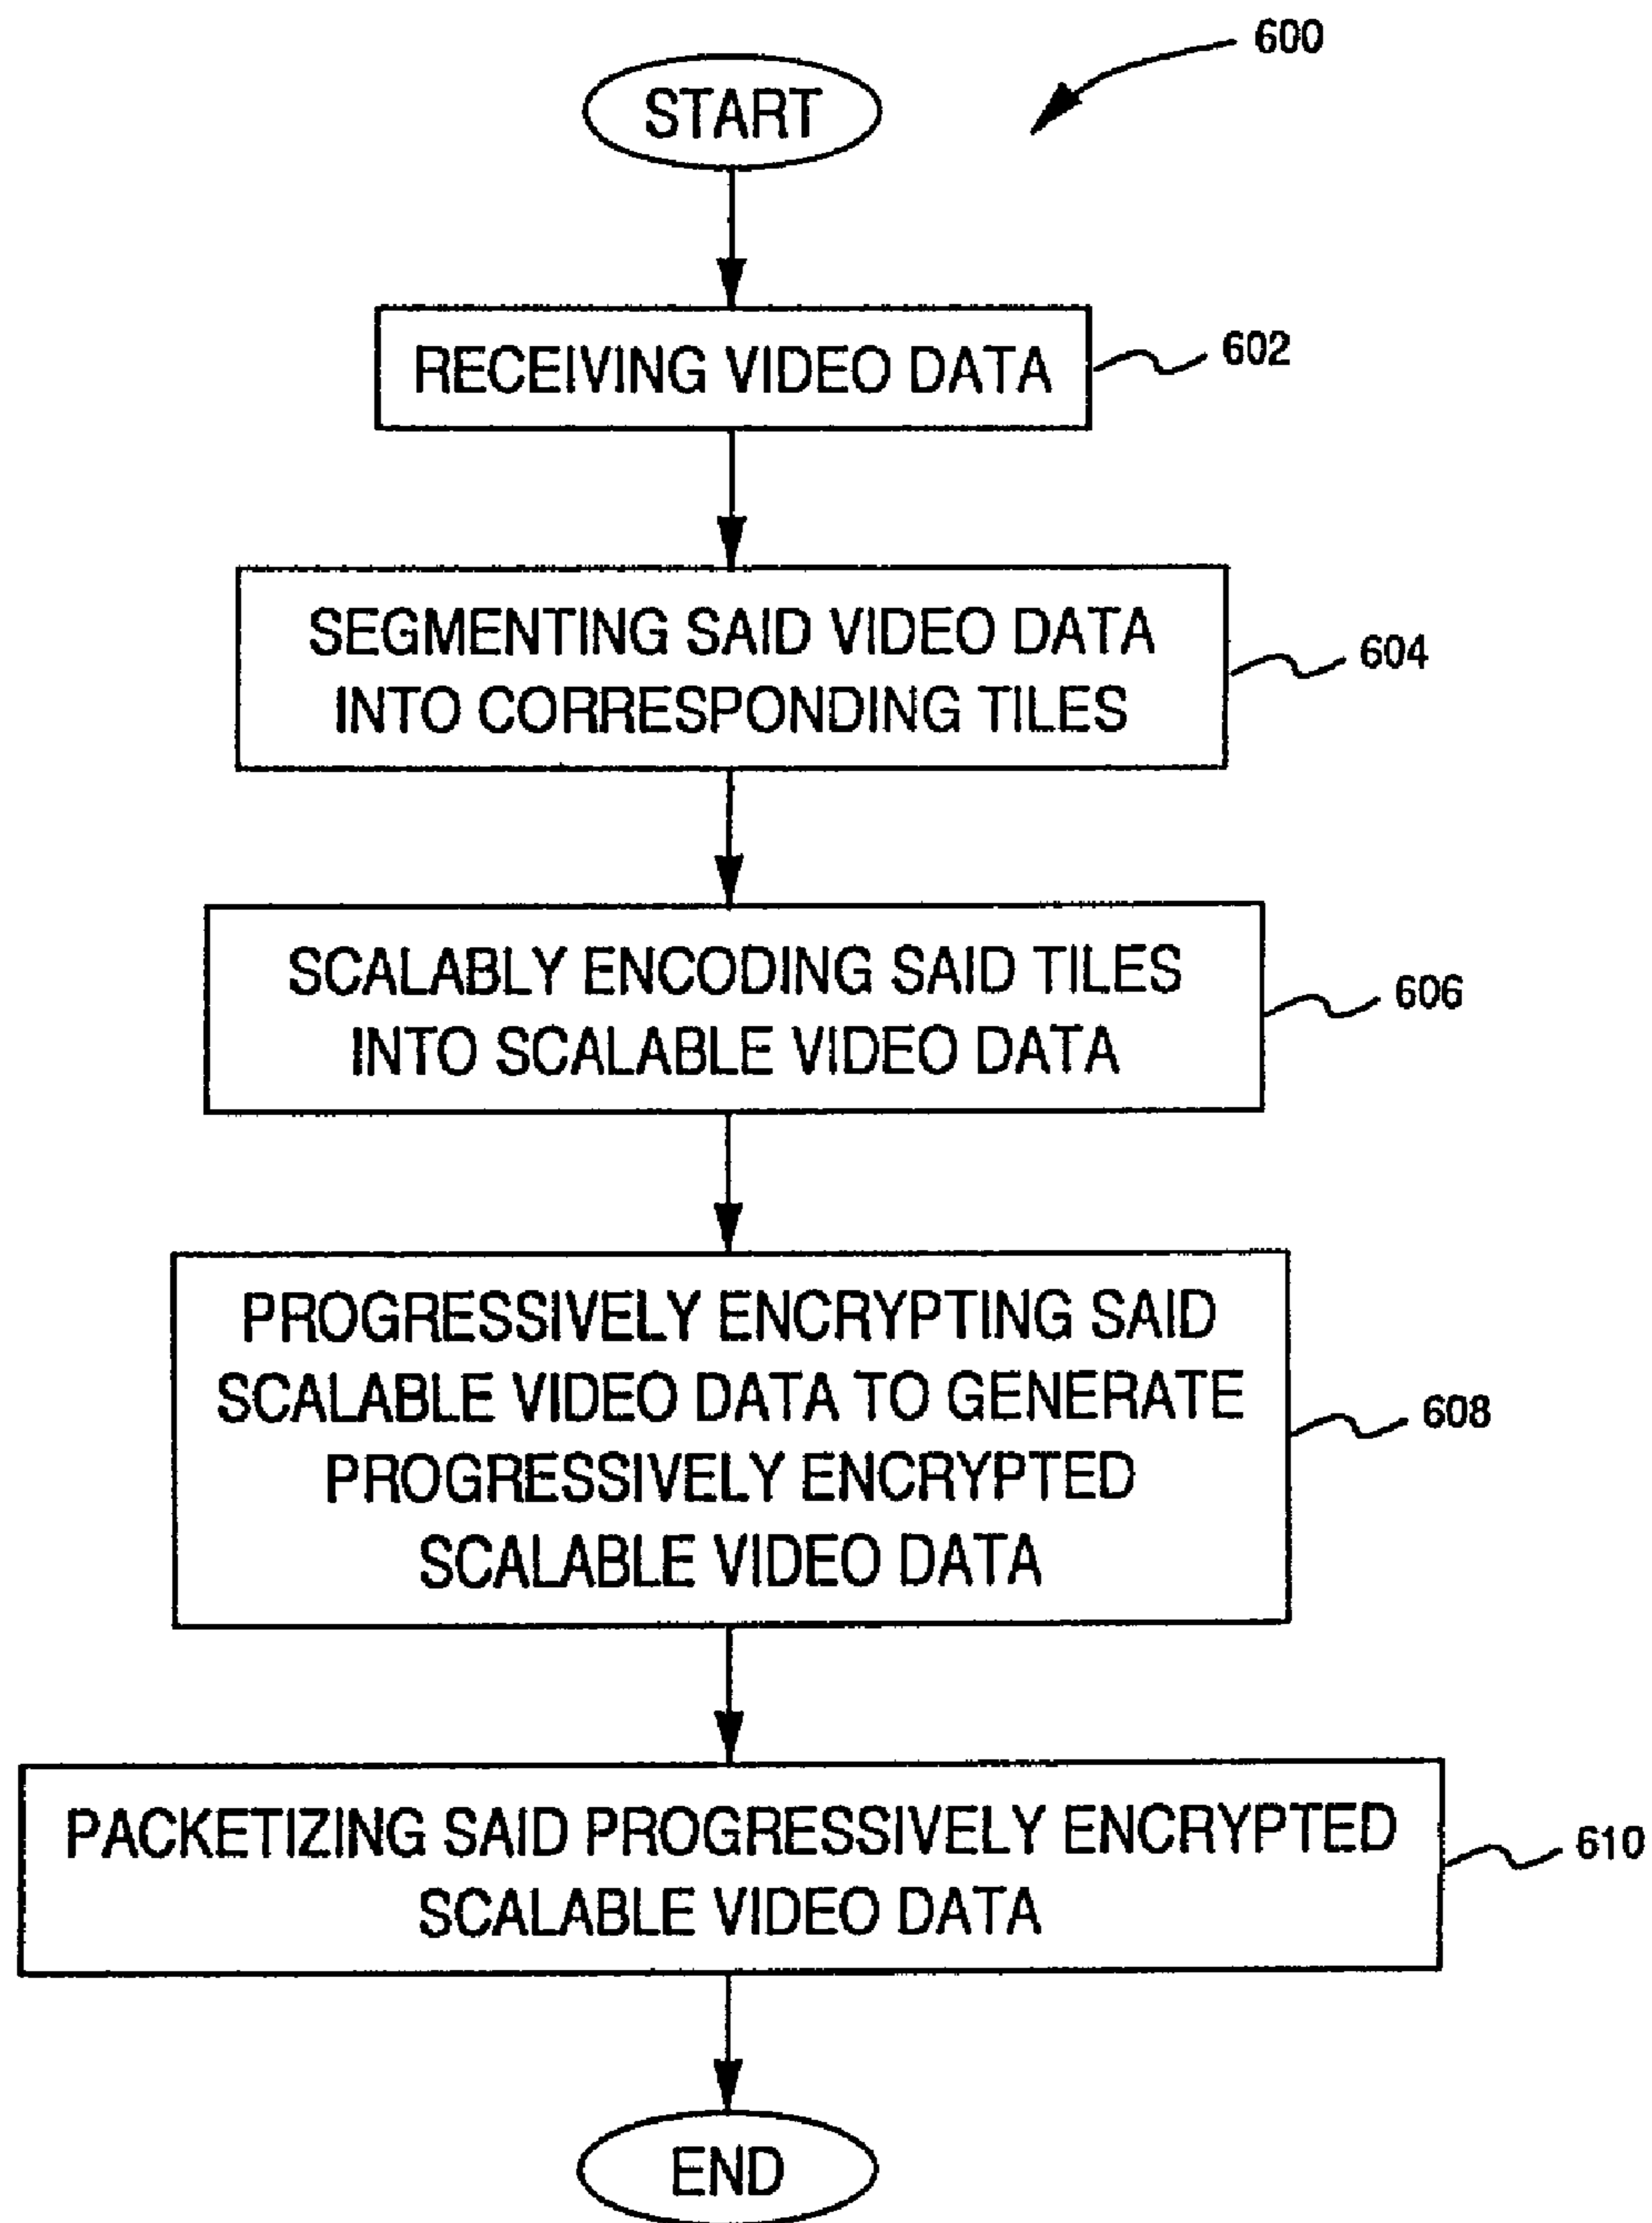 600
START
RECEIVING VIDEO DATA
602
SEGMENTING SAID VIDEO DATA
INTO CORRESPONDING TILES
604
SCALABLY ENCODING SAID TILES
INTO SCALABLE VIDEO DATA
606
PROGRESSIVELY ENCRYPTING SAID
SCALABLE VIDEO DATA TO GENERATE
PROGRESSIVELY ENCRYPTED
SCALABLE VIDEO DATA
608
PACKETIZING SAID PROGRESSIVELY ENCRYPTED
SCALABLE VIDEO DATA
610
END